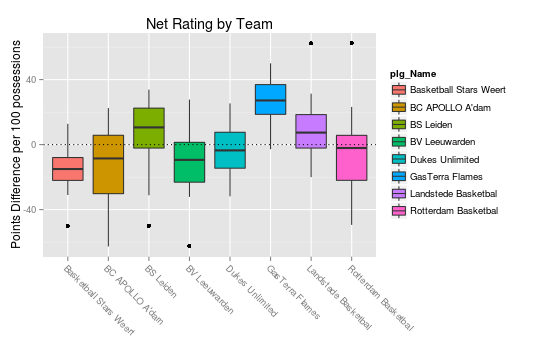 Net Rating by Team
Points Difference per 100 possessions
40
0
-40
Basketball Stars Weert
BC APOLLO A'dam
BS Leiden
BV Leeuwarden
Dukes Unlimited
GasTerra Flames
Landstede Basketbal
Rotterdam Basketbal
plg_Name
Basketball Stars Weert
BC APOLLO A'dam
BS Leiden
BV Leeuwarden
Dukes Unlimited
GasTerra Flames
Landstede Basketbal
Rotterdam Basketbal